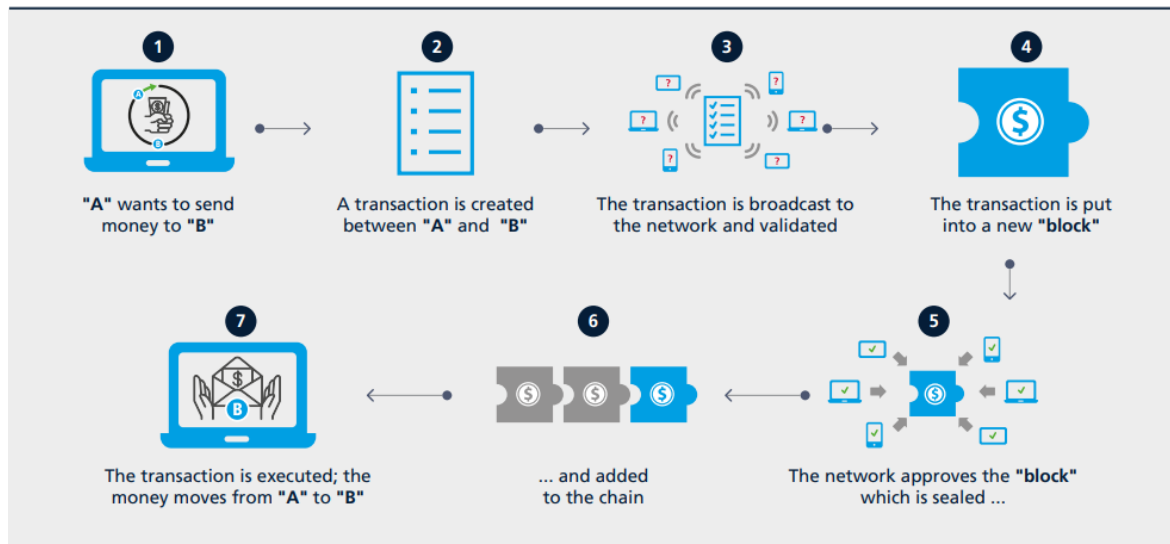 1
2
3
4
"A" wants to send
money to "B"
A transaction is created
between "A" and "B"
The transaction is broadcast to
the network and validated
The transaction is put
into a new "block"
7
6
5
The transaction is executed; the
money moves from "A" to "B"
... and added
to the chain
The network approves the "block"
which is sealed ...
A
B
$
? ? ? ? ? ?
$
$
B
$ $ $
$